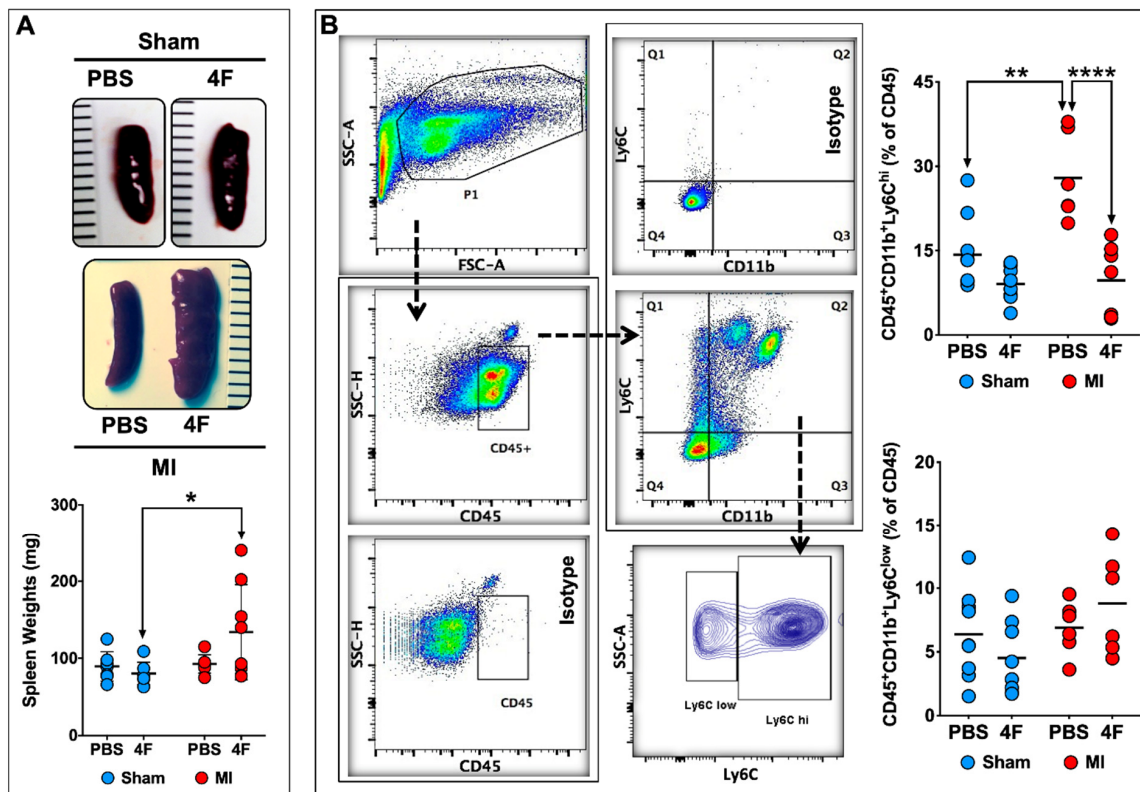 A
Sham
PBS 4F
PBS 4F
MI
Spleen Weights (mg)
300
200
100
0
*
PBS 4F PBS 4F
Sham MI
B
SSC-A
P1
FSC-A
SSC-H
CD45+
CD45
SSC-H
Isotype
CD45
CD45
Q1 Q2
Ly6C
Isotype
Q4 Q3
CD11b
Q1 Q2
Ly6C
Q4 Q3
CD11b
SSC-A
Ly6C low
Ly6C hi
Ly6C
CD45⁺CD11b⁺Ly6Cʰⁱ (% of CD45)
45
30
15
0
** ****
PBS 4F PBS 4F
Sham MI
CD45⁺CD11b⁺Ly6Cˡᵒʷ (% of CD45)
20
15
10
5
0
PBS 4F PBS 4F
Sham MI